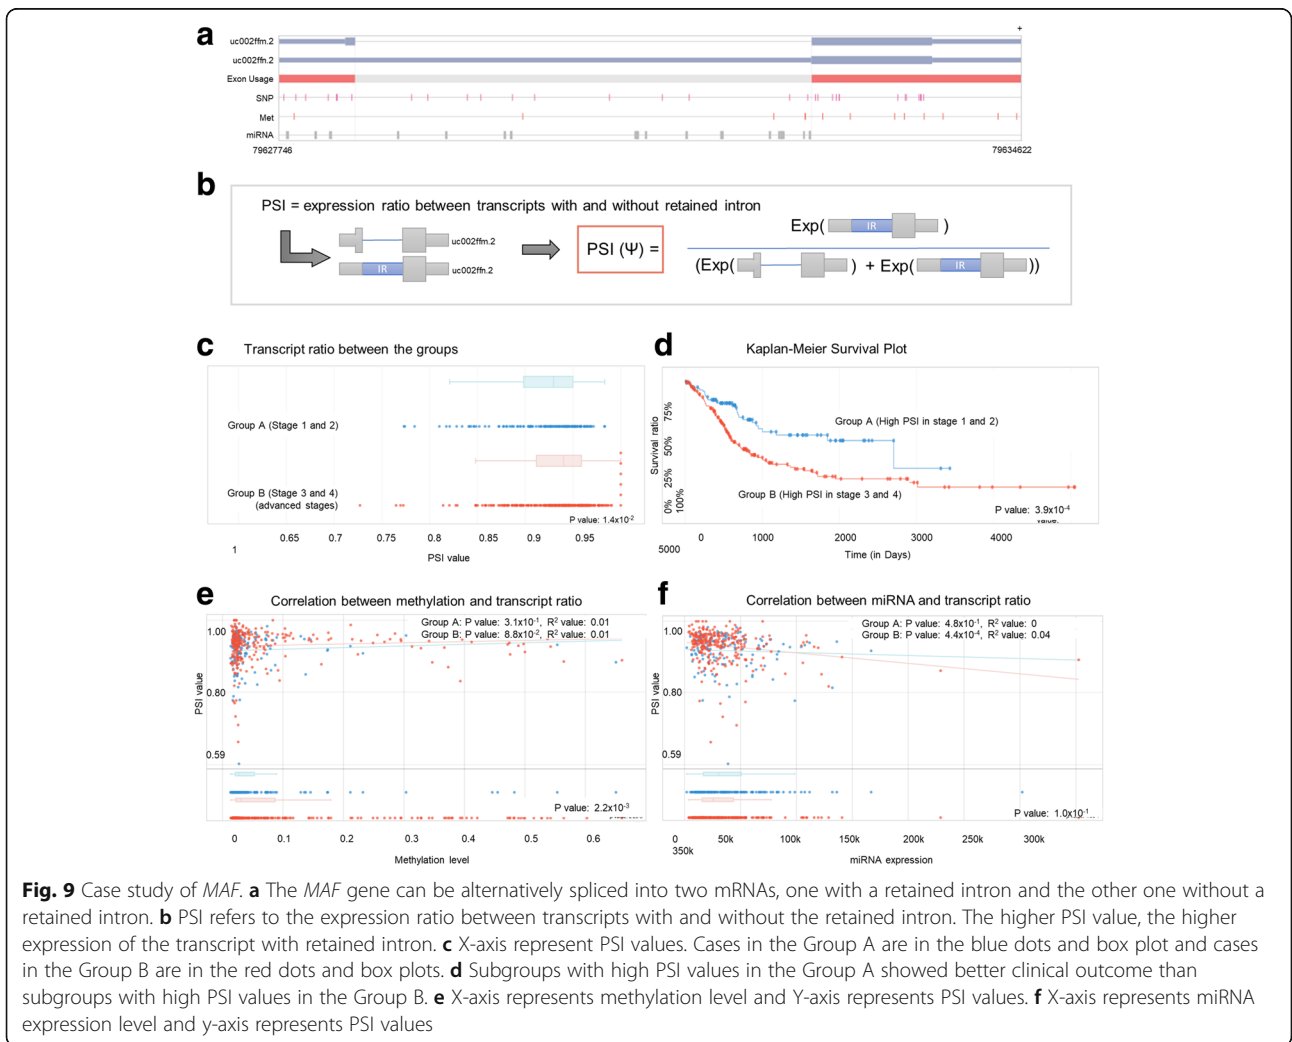 a
+
uc002ffm.2
uc002ffn.2
Exon Usage
SNP
Met
miRNA
79627746
79634622
b
PSI = expression ratio between transcripts with and without retained intron
uc002ffm.2
IR
uc002ffn.2
PSI (Ψ) =
Exp( IR )
(Exp( ) + Exp( IR ))
c
Transcript ratio between the groups
Group A (Stage 1 and 2)
Group B (Stage 3 and 4)
(advanced stages)
P value: 1.4x10-2
0.65 0.7 0.75 0.8 0.85 0.9 0.95
1
PSI value
d
Kaplan-Meier Survival Plot
Survival ratio
0% 25% 50% 75%
100%
Group A (High PSI in stage 1 and 2)
Group B (High PSI in stage 3 and 4)
P value: 3.9x10-4
value:
0 1000 2000 3000 4000
5000
Time (in Days)
e
Correlation between methylation and transcript ratio
Group A: P value: 3.1x10-1, R2 value: 0.01
Group B: P value: 8.8x10-2, R2 value: 0.01
1.00
0.80
0.59
PSI value
P value: 2.2x10-3
0 0.1 0.2 0.3 0.4 0.5 0.6
Methylation level
f
Correlation between miRNA and transcript ratio
Group A: P value: 4.8x10-1, R2 value: 0
Group B: P value: 4.4x10-4, R2 value: 0.04
1.00
0.80
0.59
PSI value
P value: 1.0x10-1
0 50k 100k 150k 200k 250k 300k
350k
miRNA expression
Fig. 9 Case study of MAF. a The MAF gene can be alternatively spliced into two mRNAs, one with a retained intron and the other one without a
retained intron. b PSI refers to the expression ratio between transcripts with and without the retained intron. The higher PSI value, the higher
expression of the transcript with retained intron. c X-axis represent PSI values. Cases in the Group A are in the blue dots and box plot and cases
in the Group B are in the red dots and box plots. d Subgroups with high PSI values in the Group A showed better clinical outcome than
subgroups with high PSI values in the Group B. e X-axis represents methylation level and Y-axis represents PSI values. f X-axis represents miRNA
expression level and y-axis represents PSI values